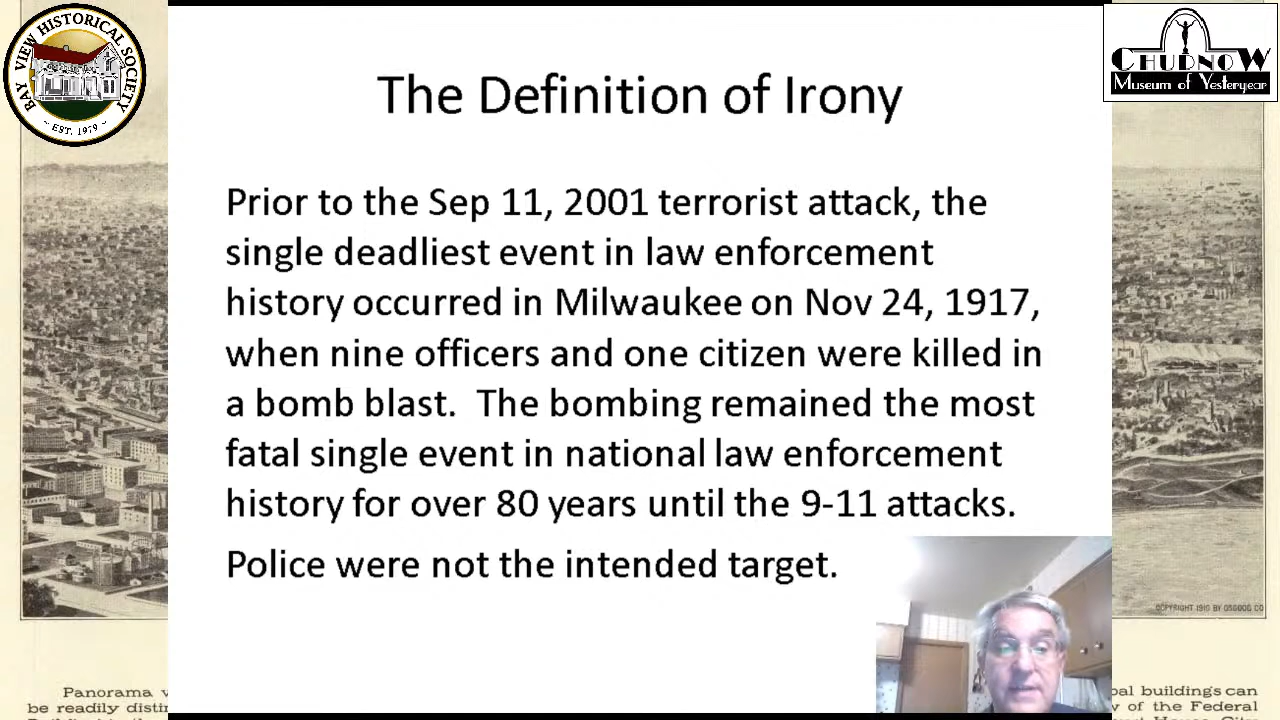 BAY VIEW HISTORICAL SOCIETY
~ EST. 1979 ~
CHUDNOW
Museum of Yesteryear
The Definition of Irony
Prior to the Sep 11, 2001 terrorist attack, the
single deadliest event in law enforcement
history occurred in Milwaukee on Nov 24, 1917,
when nine officers and one citizen were killed in
a bomb blast.  The bombing remained the most
fatal single event in national law enforcement
history for over 80 years until the 9-11 attacks.
Police were not the intended target.
COPYRIGHT 1910 BY OSGOOD CO
Panorama v
be readily distin
buildings can
of the Federal